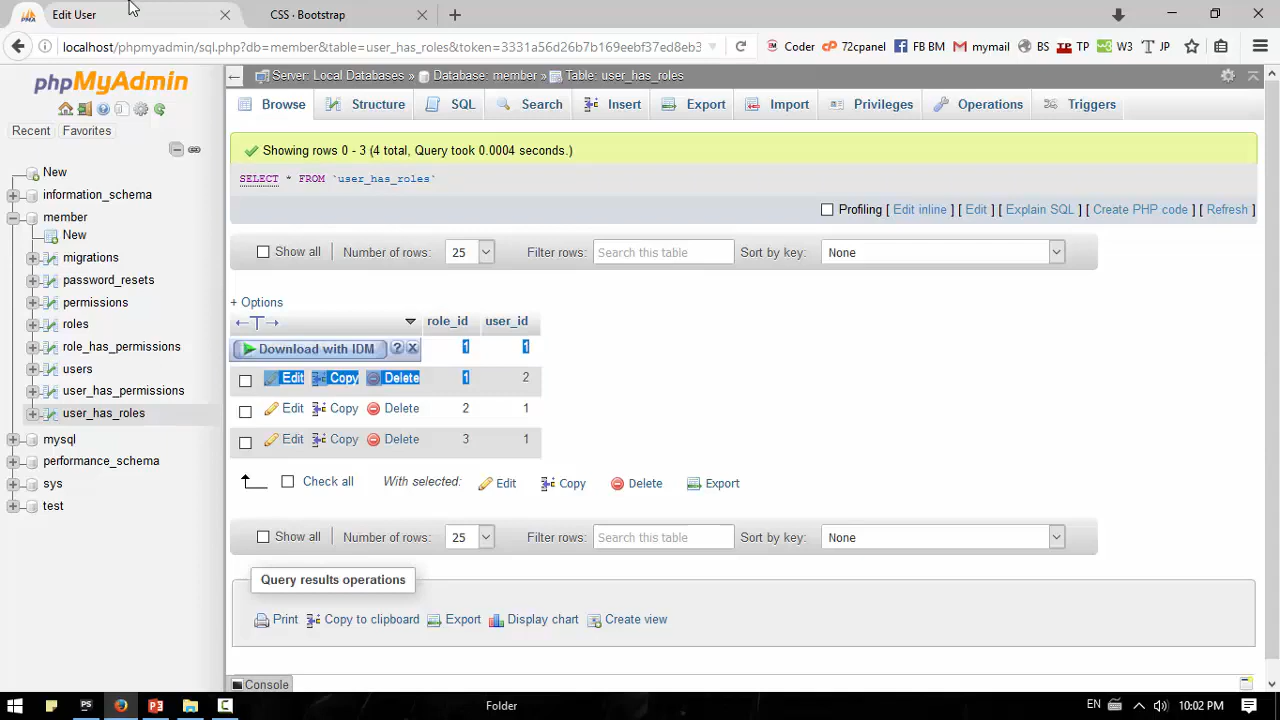 Edit User
CSS · Bootstrap
localhost/phpmyadmin/sql.php?db=member&table=user_has_roles&token=3331a56d26b7b169eebf37ed8eb3
Coder
72cpanel
FB BM
mymail
BS
TP
W3
JP
phpMyAdmin
Recent
Favorites
New
information_schema
member
New
migrations
password_resets
permissions
roles
role_has_permissions
users
user_has_permissions
user_has_roles
mysql
performance_schema
sys
test
Server: Local Databases » Database: member » Table: user_has_roles
Browse
Structure
SQL
Search
Insert
Export
Import
Privileges
Operations
Triggers
Showing rows 0 - 3 (4 total, Query took 0.0004 seconds.)
SELECT * FROM `user_has_roles`
Profiling [ Edit inline ] [ Edit ] [ Explain SQL ] [ Create PHP code ] [ Refresh ]
Show all Number of rows: 25 Filter rows: Search this table Sort by key: None
+ Options
←T→ role_id user_id
Download with IDM ? 1 1
Edit Copy Delete 1 2
Edit Copy Delete 2 1
Edit Copy Delete 3 1
Check all With selected: Edit Copy Delete Export
Show all Number of rows: 25 Filter rows: Search this table Sort by key: None
Query results operations
Print Copy to clipboard Export Display chart Create view
Console
Folder
EN
10:02 PM